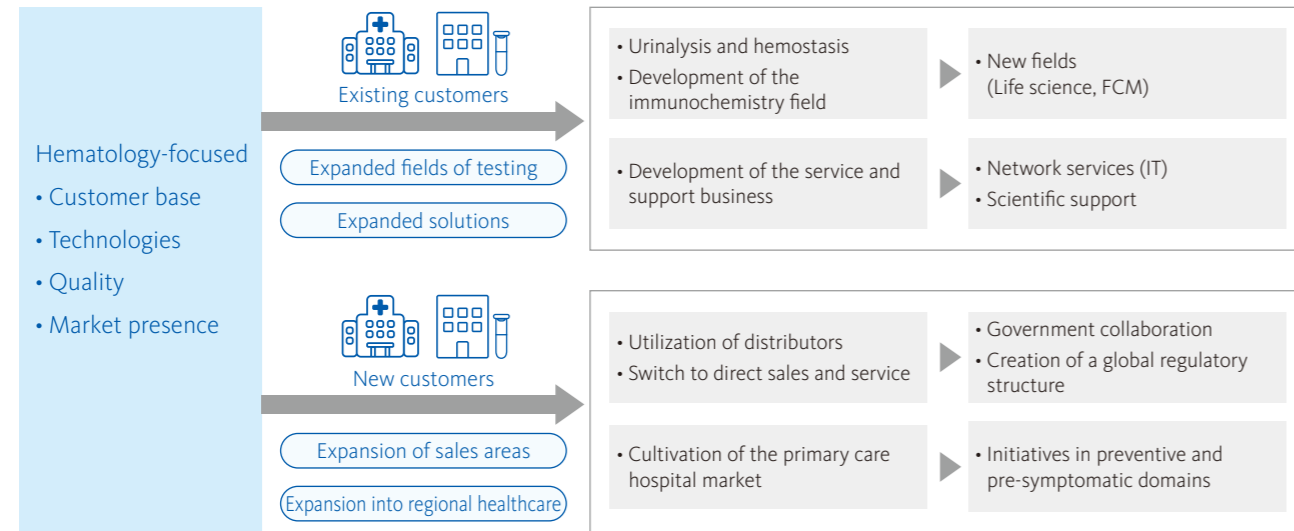 Hematology-focused
• Customer base
• Technologies
• Quality
• Market presence
Existing customers
Expanded fields of testing
Expanded solutions
• Urinalysis and hemostasis
• Development of the
immunochemistry field
• New fields
(Life science, FCM)
• Development of the service and
support business
• Network services (IT)
• Scientific support
New customers
Expansion of sales areas
Expansion into regional healthcare
• Utilization of distributors
• Switch to direct sales and service
• Government collaboration
• Creation of a global regulatory
structure
• Cultivation of the primary care
hospital market
• Initiatives in preventive and
pre-symptomatic domains